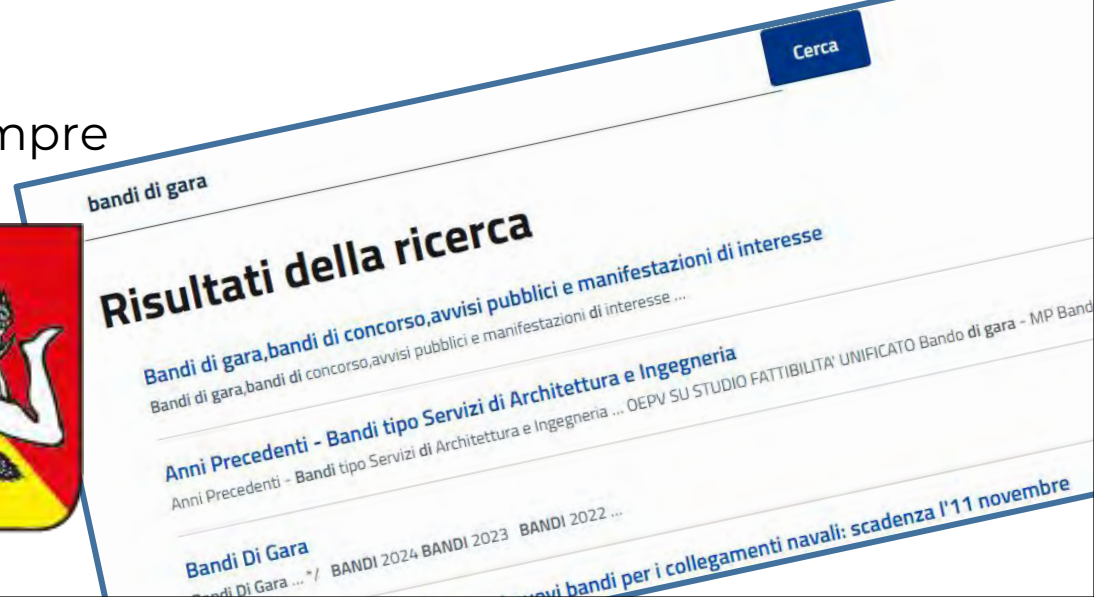 Cerca
bandi di gara
Risultati della ricerca
Bandi di gara,bandi di concorso,avvisi pubblici e manifestazioni di interesse
Bandi di gara,bandi di concorso,avvisi pubblici e manifestazioni di interesse ...
Anni Precedenti - Bandi tipo Servizi di Architettura e Ingegneria
Anni Precedenti - Bandi tipo Servizi di Architettura e Ingegneria ... OEPV SU STUDIO FATTIBILITA' UNIFICATO Bando di gara - MP Band
Bandi Di Gara
Bandi Di Gara ... */ BANDI 2024 BANDI 2023 BANDI 2022 ...
bandi per i collegamenti navali: scadenza l'11 novembre